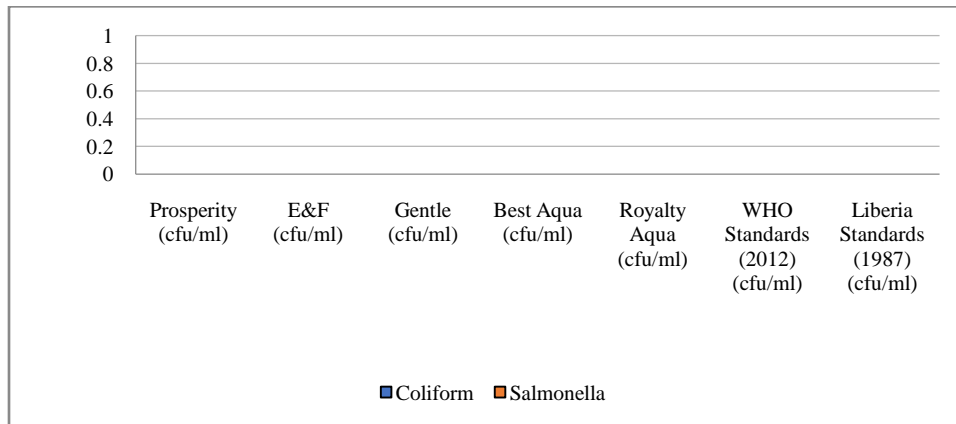 1
0.8
0.6
0.4
0.2
0
Prosperity
(cfu/ml)
E&F
(cfu/ml)
Gentle
(cfu/ml)
Best Aqua
(cfu/ml)
Royalty
Aqua
(cfu/ml)
WHO
Standards
(2012)
(cfu/ml)
Liberia
Standards
(1987)
(cfu/ml)
Coliform
Salmonella